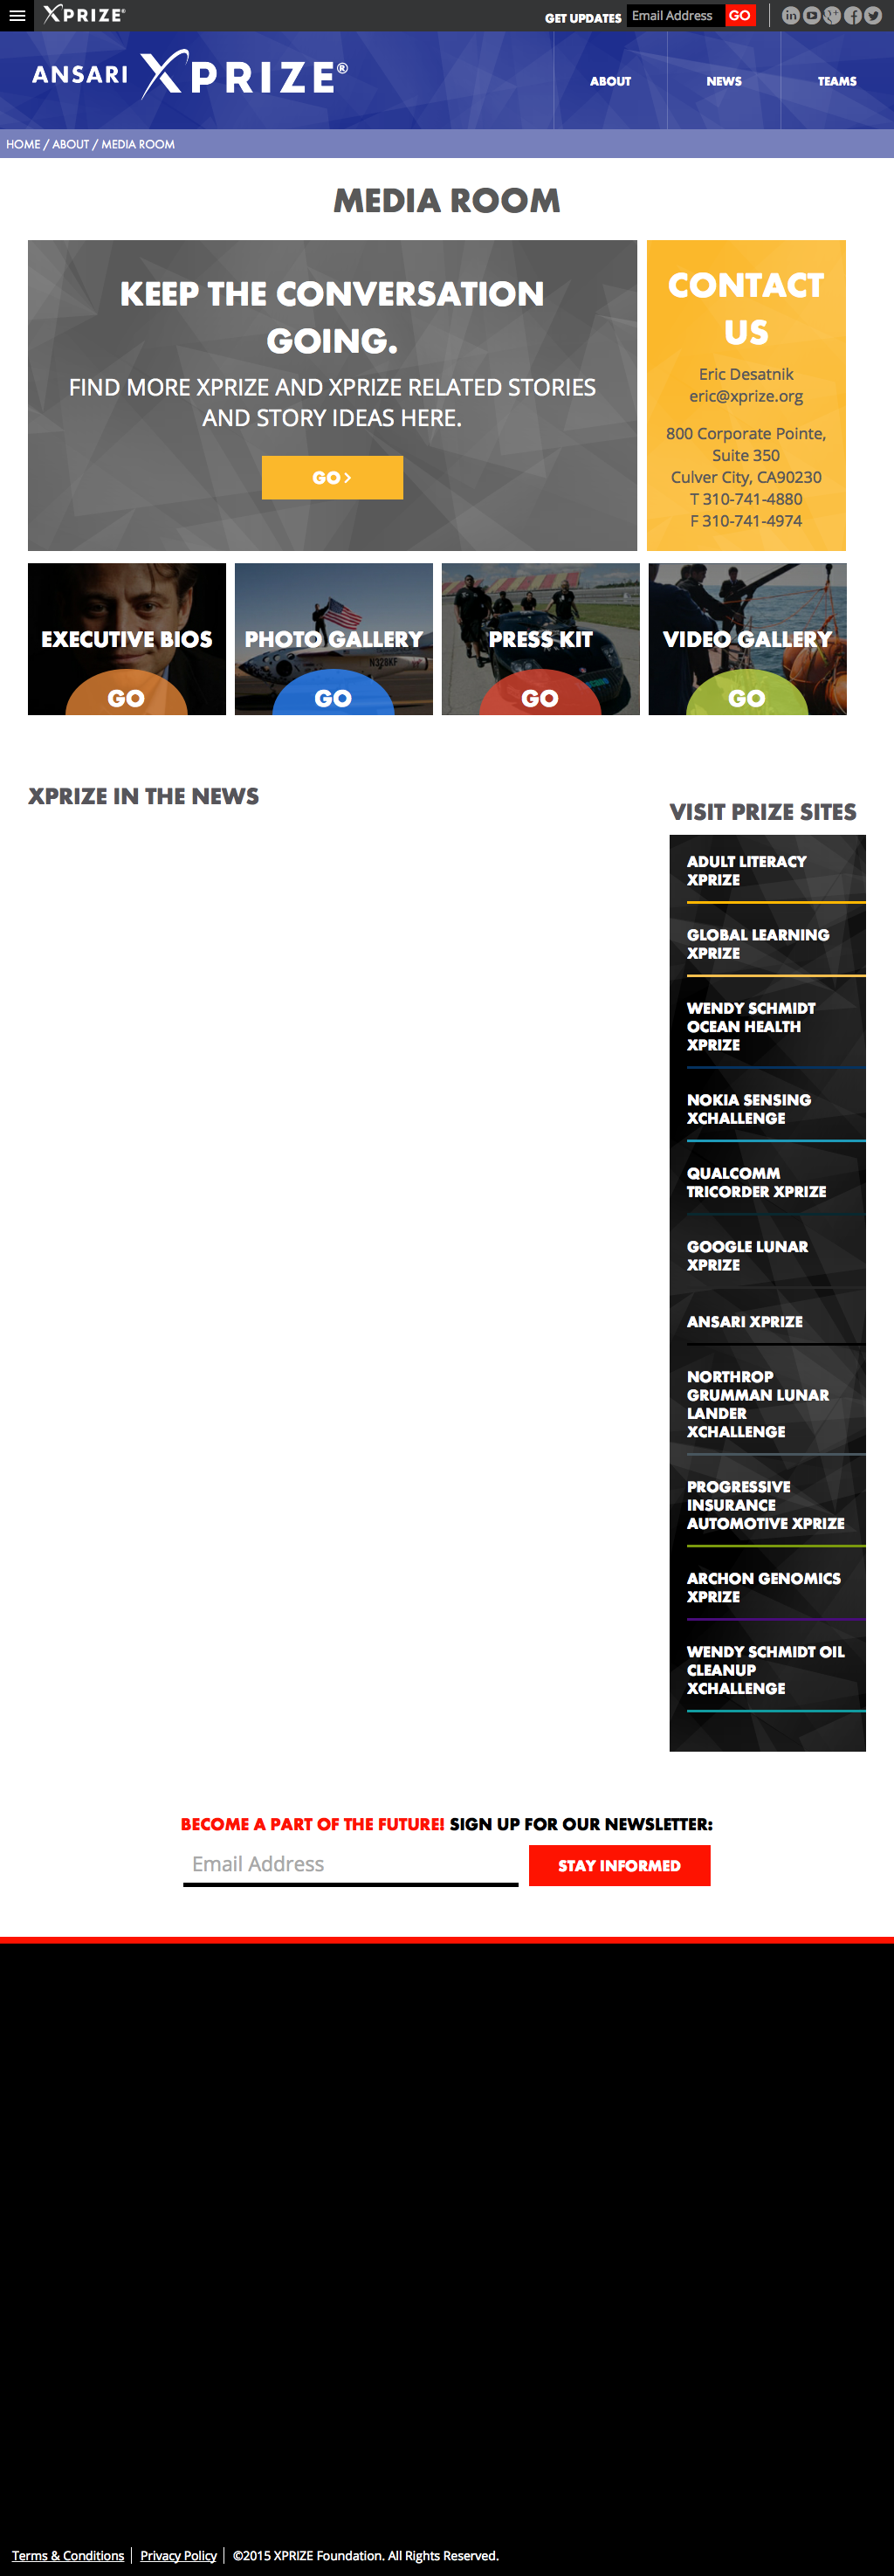 XPRIZE®
GET UPDATES
Email Address
GO
ANSARI XPRIZE®
ABOUT
NEWS
TEAMS
HOME / ABOUT / MEDIA ROOM
MEDIA ROOM
KEEP THE CONVERSATION
GOING.
FIND MORE XPRIZE AND XPRIZE RELATED STORIES
AND STORY IDEAS HERE.
GO >
CONTACT
US
Eric Desatnik
eric@xprize.org
800 Corporate Pointe,
Suite 350
Culver City, CA90230
T 310-741-4880
F 310-741-4974
EXECUTIVE BIOS
GO
PHOTO GALLERY
N328KF
GO
PRESS KIT
GO
VIDEO GALLERY
GO
XPRIZE IN THE NEWS
VISIT PRIZE SITES
ADULT LITERACY
XPRIZE
GLOBAL LEARNING
XPRIZE
WENDY SCHMIDT
OCEAN HEALTH
XPRIZE
NOKIA SENSING
XCHALLENGE
QUALCOMM
TRICORDER XPRIZE
GOOGLE LUNAR
XPRIZE
ANSARI XPRIZE
NORTHROP
GRUMMAN LUNAR
LANDER
XCHALLENGE
PROGRESSIVE
INSURANCE
AUTOMOTIVE XPRIZE
ARCHON GENOMICS
XPRIZE
WENDY SCHMIDT OIL
CLEANUP
XCHALLENGE
BECOME A PART OF THE FUTURE! SIGN UP FOR OUR NEWSLETTER:
Email Address
STAY INFORMED
Terms & Conditions
Privacy Policy
©2015 XPRIZE Foundation. All Rights Reserved.